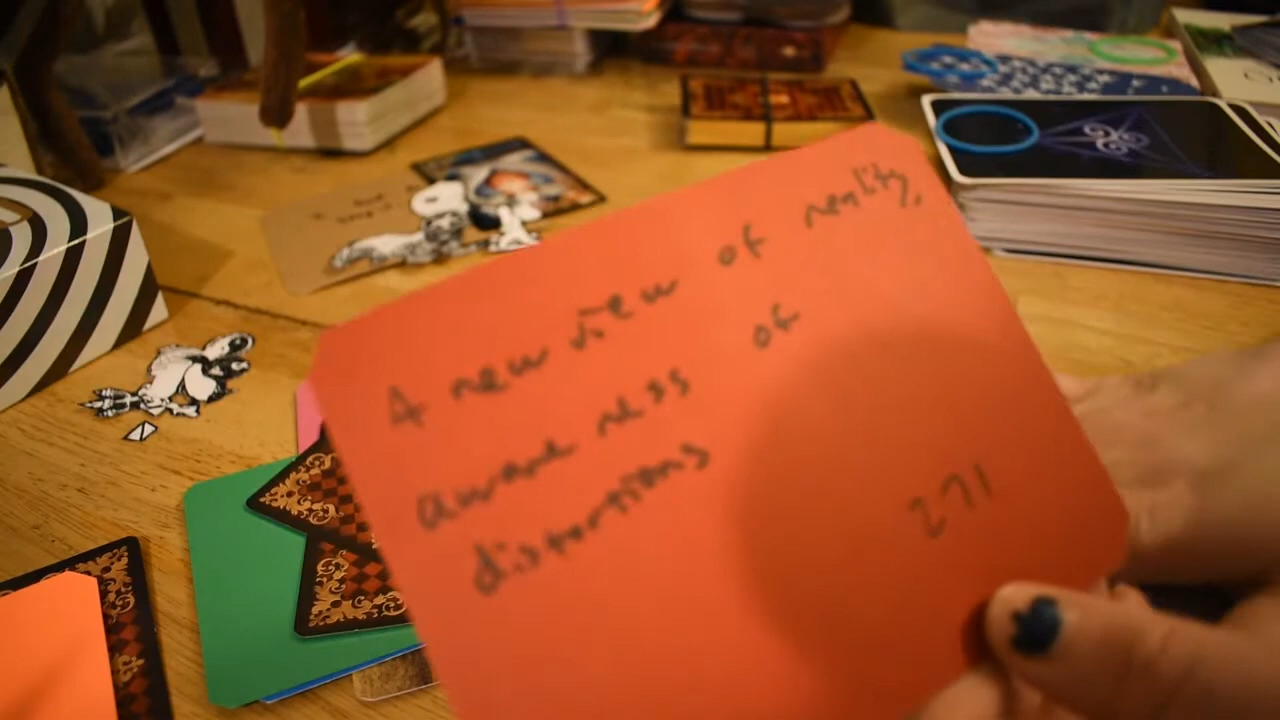 A new view of reality,
awareness of
distortions
271